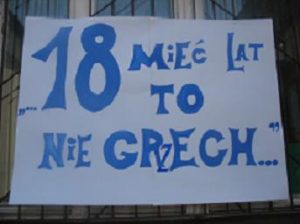 „...18 MIEĆ LAT
TO
NIE GRZECH..."